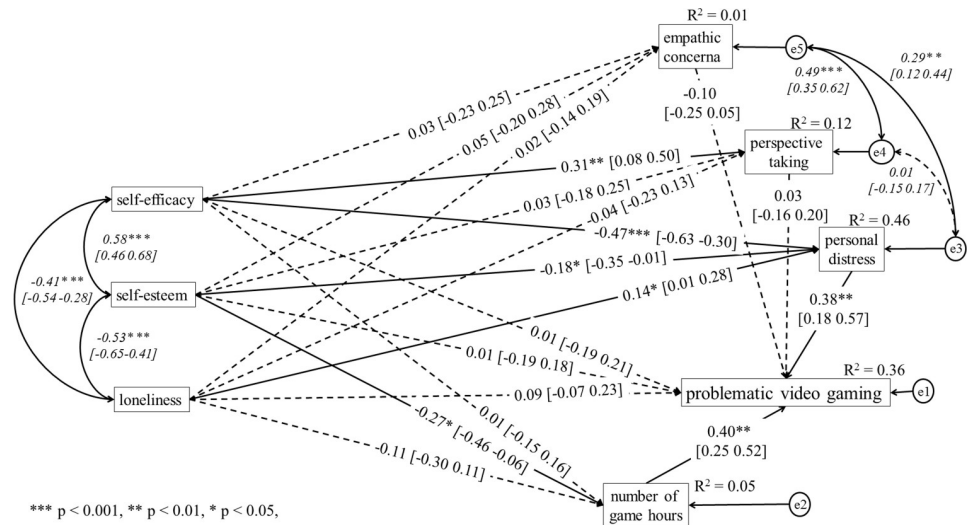 R² = 0.01
empathic
concerna
e5
0.29**
[0.12 0.44]
0.49***
[0.35 0.62]
-0.10
[-0.25 0.05]
0.03 [-0.23 0.25]
0.05 [-0.20 0.28]
0.02 [-0.14 0.19]
R² = 0.12
perspective
taking
e4
0.01
[-0.15 0.17]
0.31** [0.08 0.50]
0.03 [-0.18 0.25]
-0.04 [-0.23 0.13]
0.03
[-0.16 0.20]
self-efficacy
R² = 0.46
personal
distress
e3
-0.47*** [-0.63 -0.30]
-0.18* [-0.35 -0.01]
0.14* [0.01 0.28]
0.58***
[0.46 0.68]
-0.41***
[-0.54 -0.28]
self-esteem
0.38**
[0.18 0.57]
-0.53***
[-0.65-0.41]
0.01 [-0.19 0.21]
0.01 [-0.19 0.18]
0.09 [-0.07 0.23]
R² = 0.36
problematic video gaming
e1
loneliness
0.01 [-0.15 0.16]
-0.27* [-0.46 -0.06]
-0.11 [-0.30 0.11]
0.40**
[0.25 0.52]
R² = 0.05
number of
game hours
e2
*** p < 0.001, ** p < 0.01, * p < 0.05,